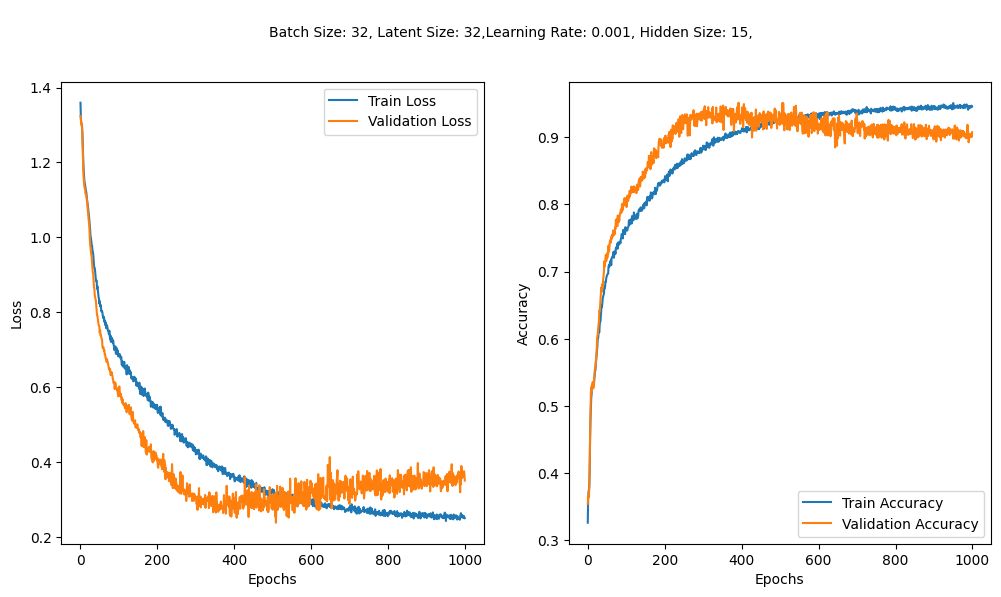 Batch Size: 32, Latent Size: 32,Learning Rate: 0.001, Hidden Size: 15,
Train Loss
Validation Loss
1.4
1.2
1.0
0.8
0.6
0.4
0.2
Loss
0 200 400 600 800 1000
Epochs
0.9
0.8
0.7
0.6
0.5
0.4
0.3
Accuracy
Train Accuracy
Validation Accuracy
0 200 400 600 800 1000
Epochs